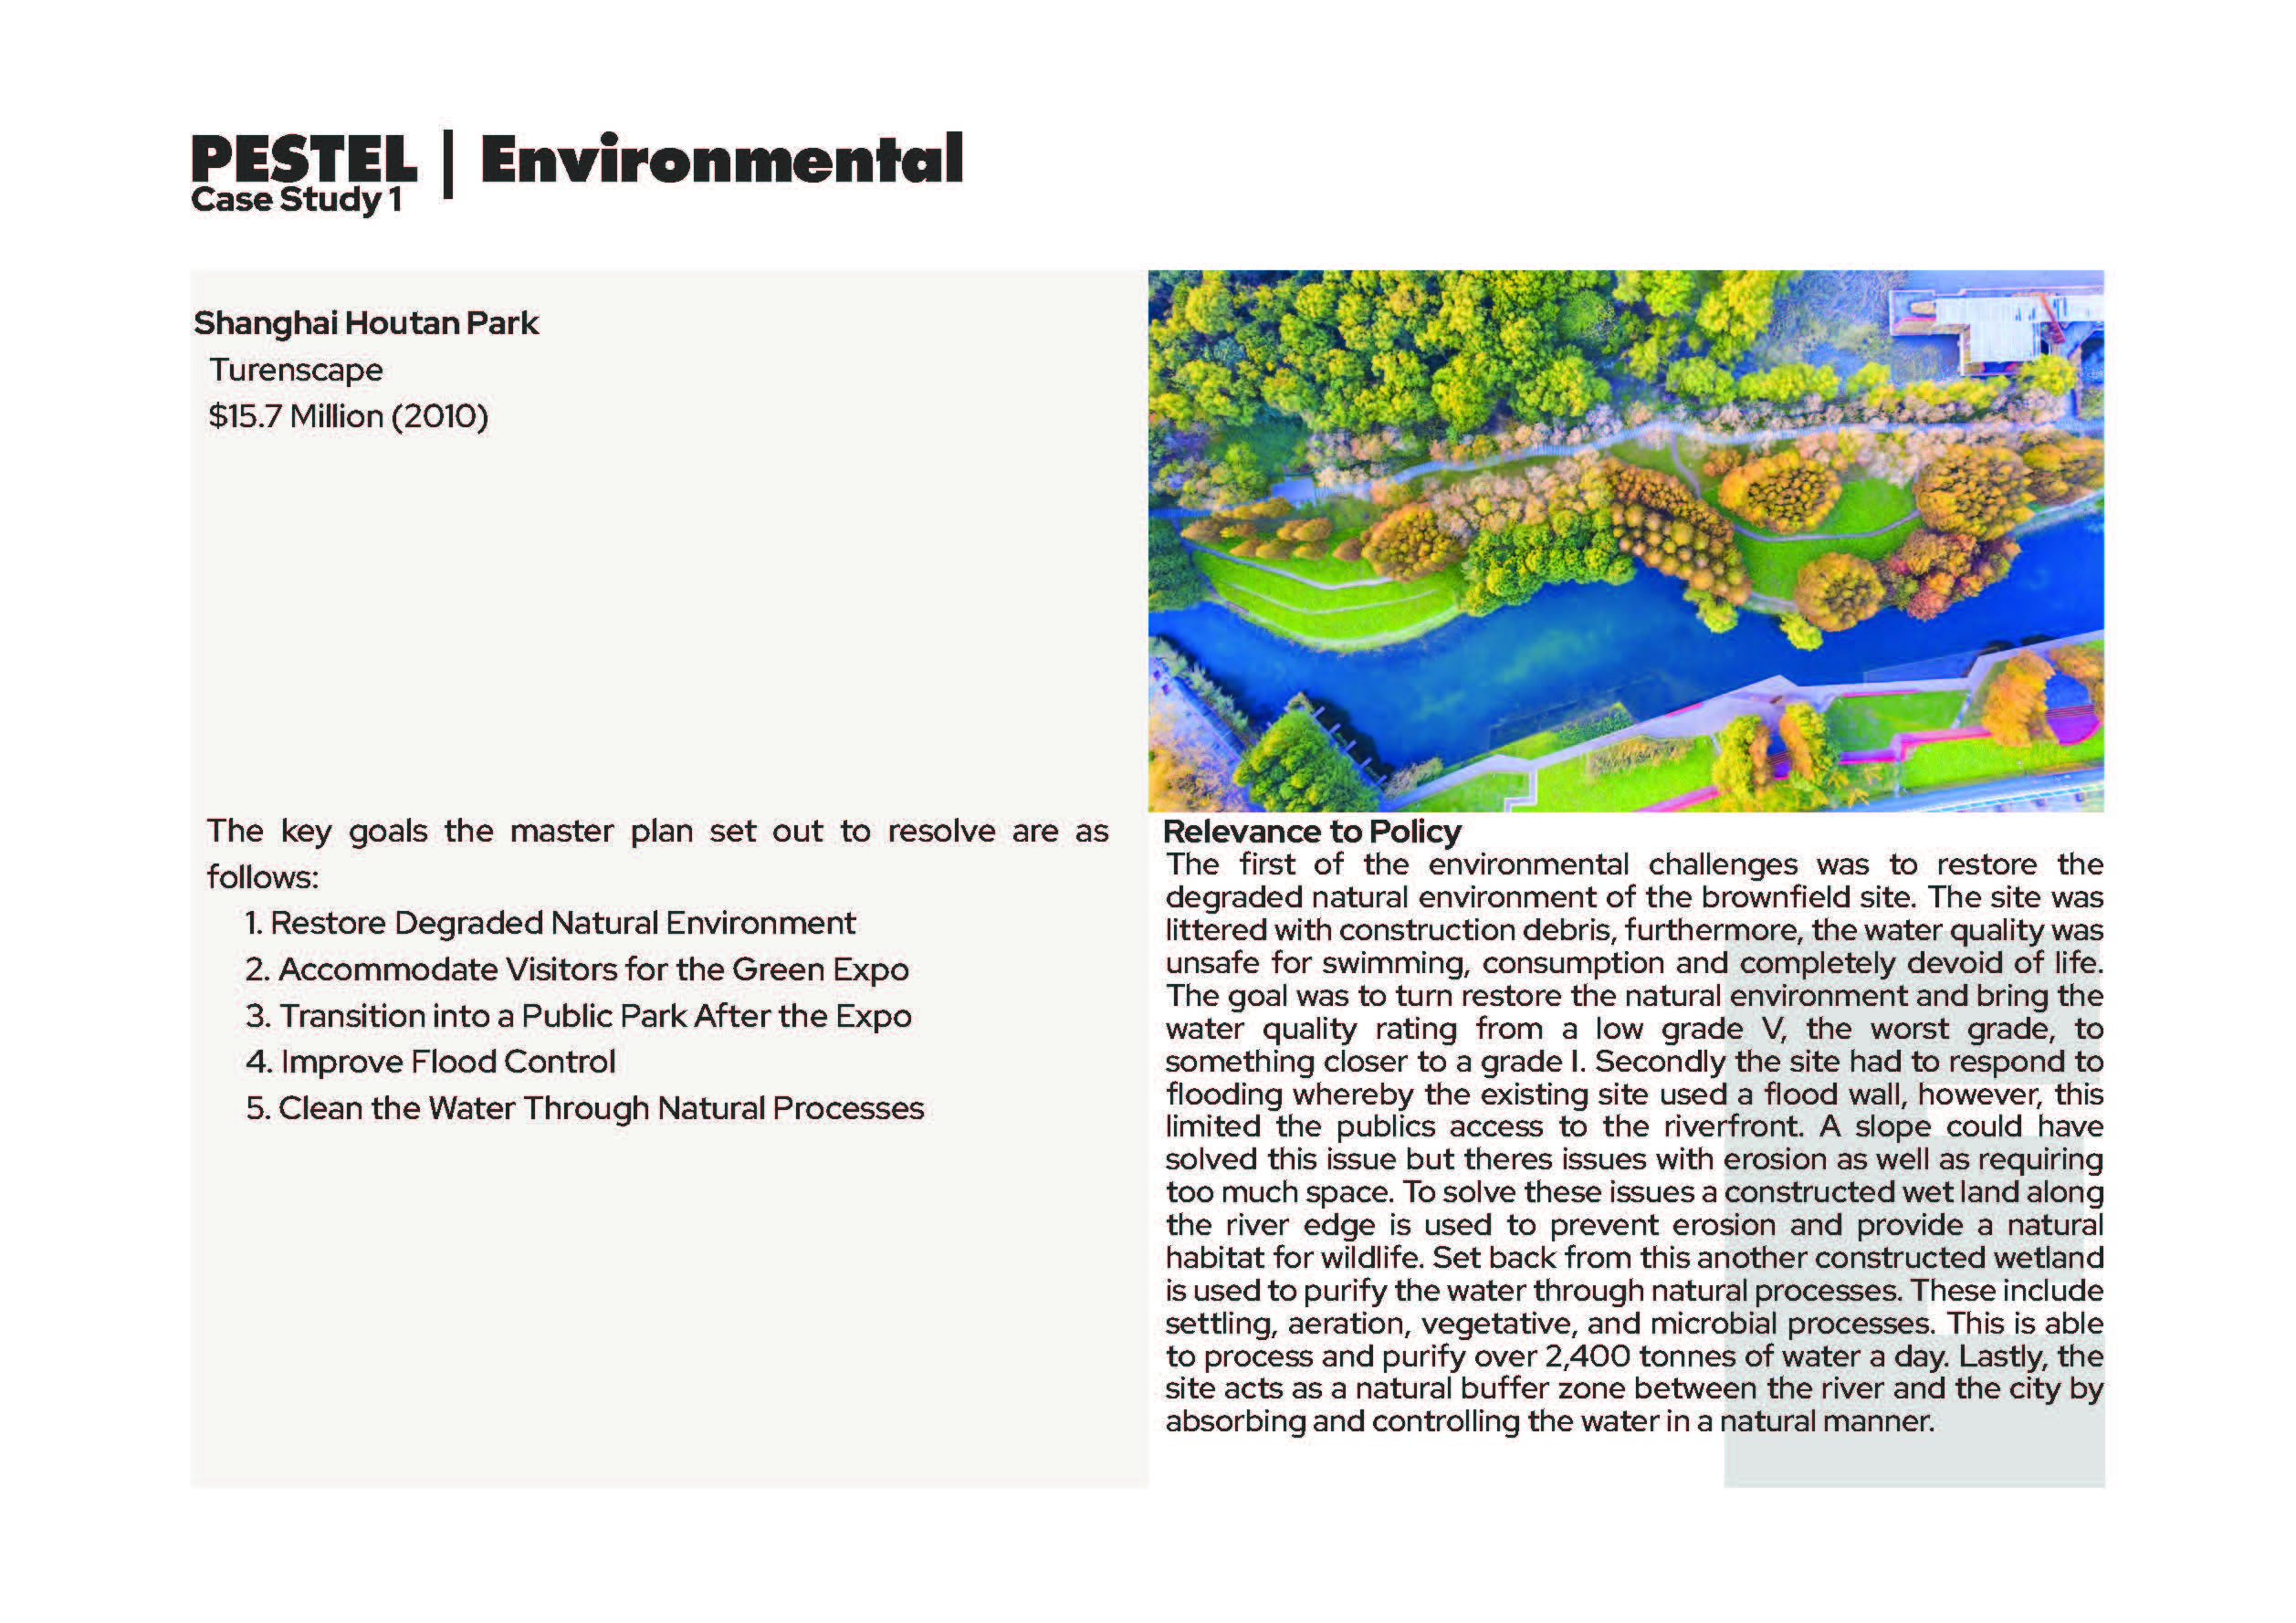 PESTEL | Environmental
Case Study 1
Shanghai Houtan Park
Turenscape
$15.7 Million (2010)
The key goals the master plan set out to resolve are as
follows:
1. Restore Degraded Natural Environment
2. Accommodate Visitors for the Green Expo
3. Transition into a Public Park After the Expo
4. Improve Flood Control
5. Clean the Water Through Natural Processes
Relevance to Policy
The first of the environmental challenges was to restore the
degraded natural environment of the brownfield site. The site was
littered with construction debris, furthermore, the water quality was
unsafe for swimming, consumption and completely devoid of life.
The goal was to turn restore the natural environment and bring the
water quality rating from a low grade V, the worst grade, to
something closer to a grade I. Secondly the site had to respond to
flooding whereby the existing site used a flood wall, however, this
limited the publics access to the riverfront. A slope could have
solved this issue but theres issues with erosion as well as requiring
too much space. To solve these issues a constructed wet land along
the river edge is used to prevent erosion and provide a natural
habitat for wildlife. Set back from this another constructed wetland
is used to purify the water through natural processes. These include
settling, aeration, vegetative, and microbial processes. This is able
to process and purify over 2,400 tonnes of water a day. Lastly, the
site acts as a natural buffer zone between the river and the city by
absorbing and controlling the water in a natural manner.
E